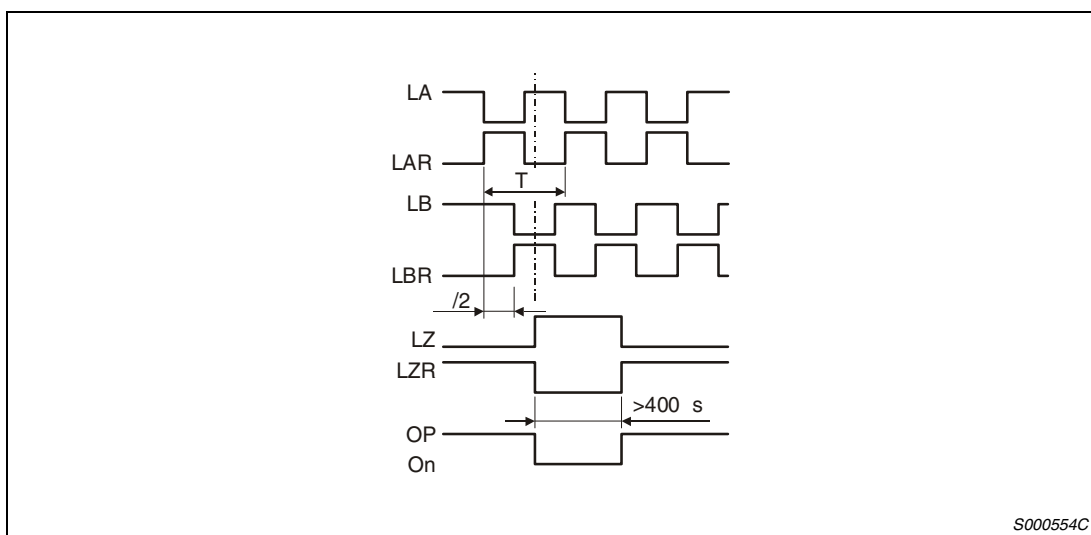 LA
LAR
T
LB
LBR
/2
LZ
LZR
>400 s
OP
On
S000554C